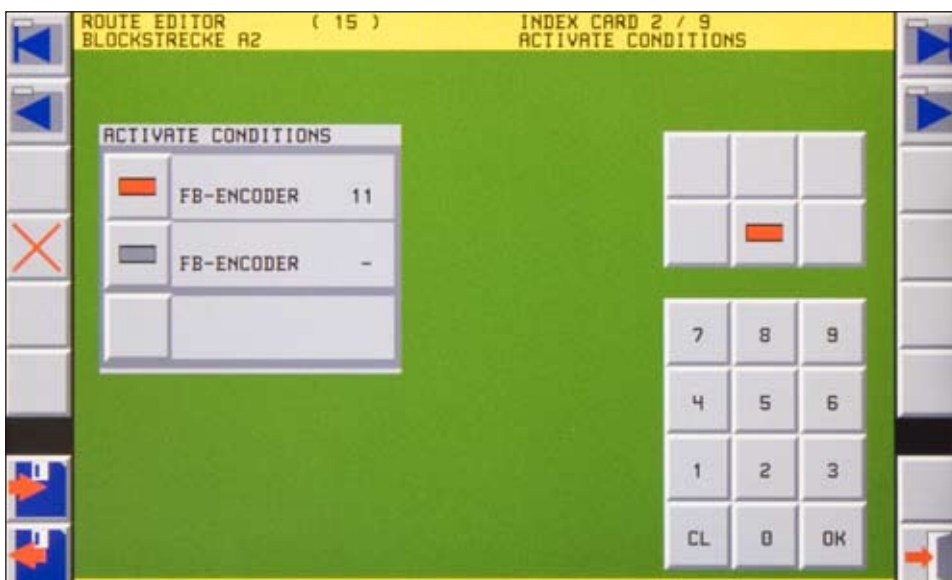 ROUTE EDITOR ( 15 ) INDEX CARD 2 / 9
BLOCKSTRECKE A2 ACTIVATE CONDITIONS
ACTIVATE CONDITIONS
FB-ENCODER 11
FB-ENCODER -
7 8 9
4 5 6
1 2 3
CL 0 OK